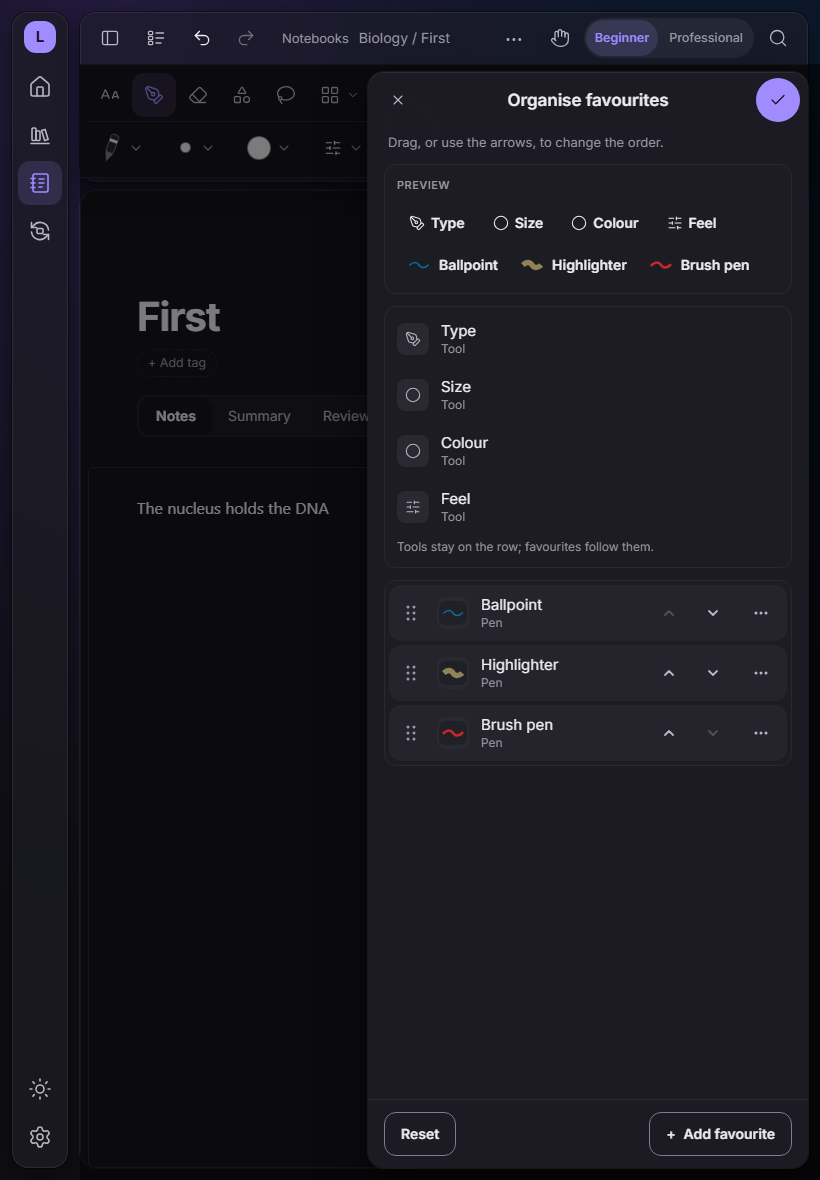 L
Notebooks Biology / First
Beginner Professional
AA
Organise favourites
Drag, or use the arrows, to change the order.
PREVIEW
Type Size Colour Feel
Ballpoint Highlighter Brush pen
First
+ Add tag
Notes Summary Review
The nucleus holds the DNA
Type
Tool
Size
Tool
Colour
Tool
Feel
Tool
Tools stay on the row; favourites follow them.
Ballpoint
Pen
Highlighter
Pen
Brush pen
Pen
Reset
+ Add favourite